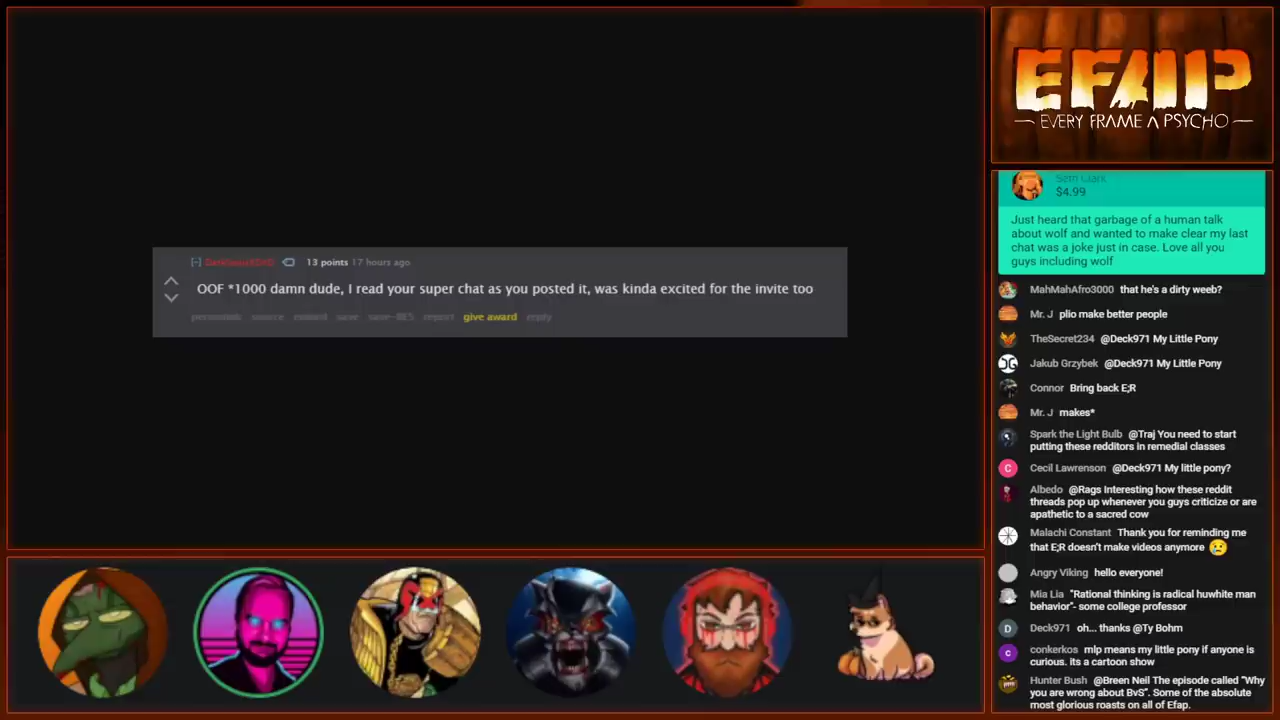 [-] 13 points 17 hours ago
OOF *1000 damn dude, I read your super chat as you posted it, was kinda excited for the invite too
permalink source embed save save-RES report give award reply
EFAP
EVERY FRAME A PSYCHO
Seth Clark
$4.99
Just heard that garbage of a human talk
about wolf and wanted to make clear my last
chat was a joke just in case. Love all you
guys including wolf
MahMahAfro3000 that he's a dirty weeb?
Mr. J plio make better people
TheSecret234 @Deck971 My Little Pony
Jakub Grzybek @Deck971 My Little Pony
Connor Bring back E;R
Mr. J makes*
Spark the Light Bulb @Traj You need to start
putting these redditors in remedial classes
C Cecil Lawrenson @Deck971 My little pony?
Albedo @Rags Interesting how these reddit
threads pop up whenever you guys criticize or are
apathetic to a sacred cow
Malachi Constant Thank you for reminding me
that E;R doesn't make videos anymore 😢
Angry Viking hello everyone!
Mia Lia "Rational thinking is radical huwhite man
behavior"- some college professor
D Deck971 oh... thanks @Ty Bohm
c conkerkos mlp means my little pony if anyone is
curious. its a cartoon show
Hunter Bush @Breen Neil The episode called "Why
you are wrong about BvS". Some of the absolute
most glorious roasts on all of Efap.